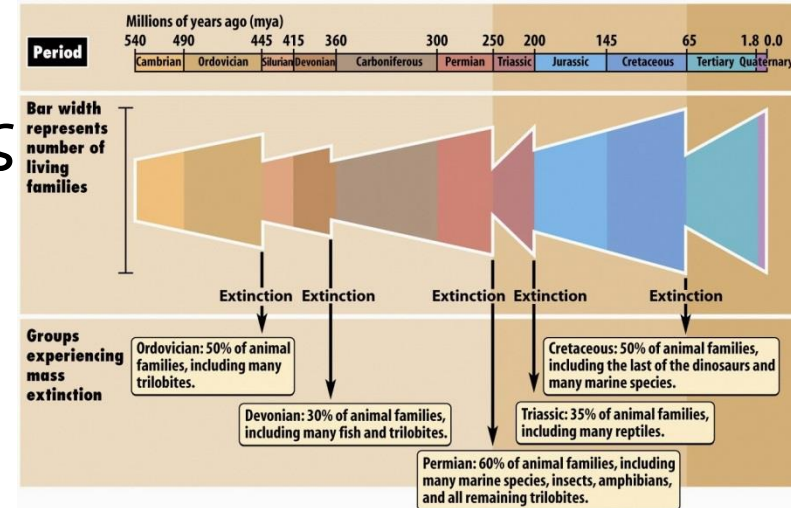 S
Millions of years ago (mya)
Period
540 490 445 415 360 300 250 200 145 65 1.8 0.0
Cambrian Ordovician Silurian Devonian Carboniferous Permian Triassic Jurassic Cretaceous Tertiary Quaternary
Bar width
represents
number of
living
families
Extinction Extinction Extinction Extinction Extinction
Groups
experiencing
mass
extinction
Ordovician: 50% of animal
families, including many
trilobites.
Devonian: 30% of animal families,
including many fish and trilobites.
Permian: 60% of animal families, including
many marine species, insects, amphibians,
and all remaining trilobites.
Triassic: 35% of animal families,
including many reptiles.
Cretaceous: 50% of animal families,
including the last of the dinosaurs and
many marine species.